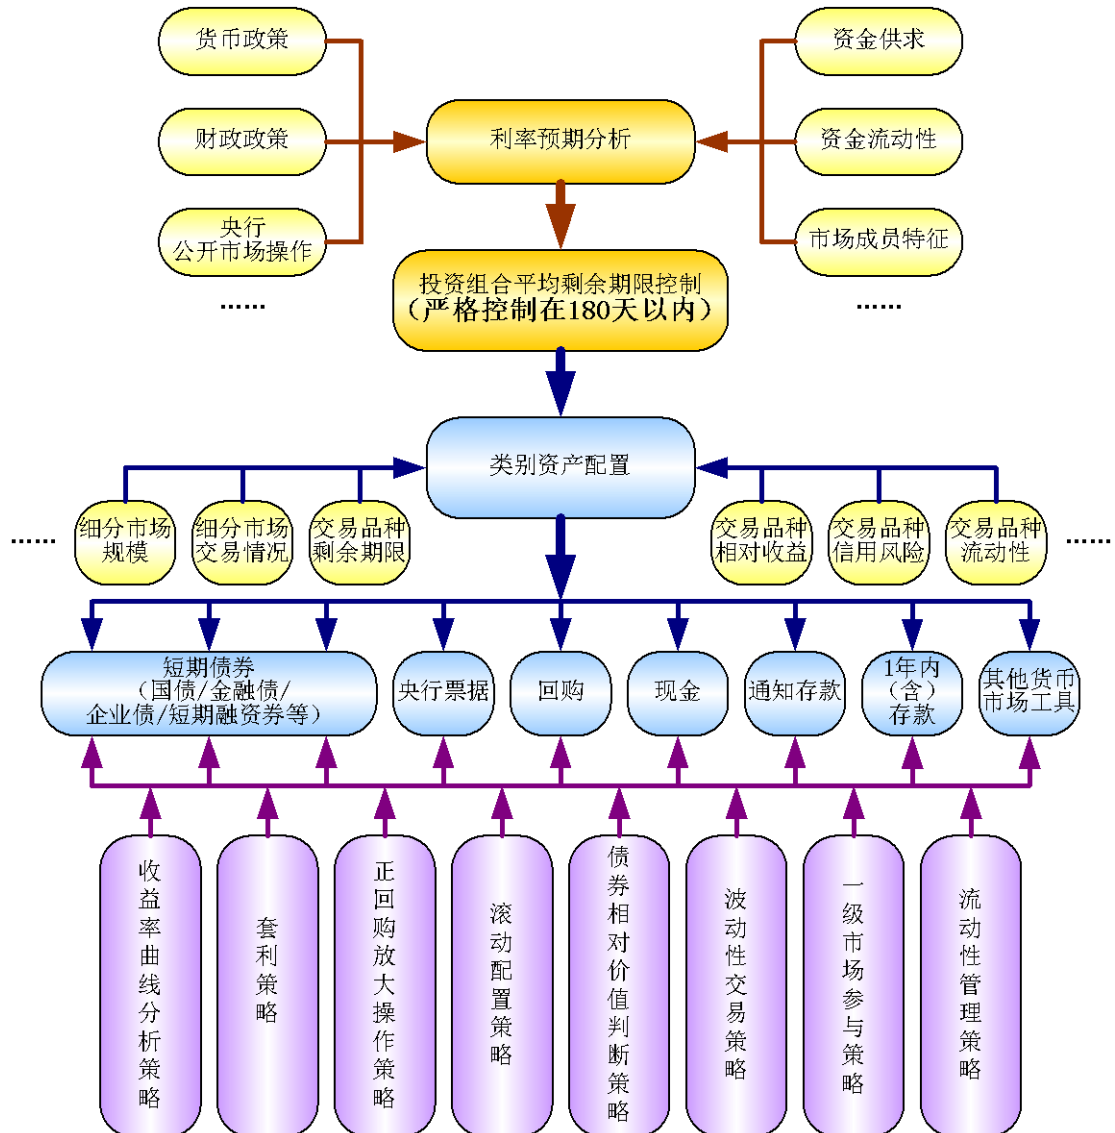 货币政策
资金供求
财政政策
利率预期分析
资金流动性
央行
公开市场操作
市场成员特征
......
......
投资组合平均剩余期限控制
（严格控制在180天以内）
类别资产配置
......
细分市场
规模
细分市场
交易情况
交易品种
剩余期限
交易品种
相对收益
交易品种
信用风险
交易品种
流动性
......
短期债券
（国债/金融债/
企业债/短期融资券等）
央行票据
回购
现金
通知存款
1年内
（含）
存款
其他货币
市场工具
收益率曲线分析策略
套利策略
正回购放大操作策略
滚动配置策略
债券相对价值判断策略
波动性交易策略
一级市场参与策略
流动性管理策略